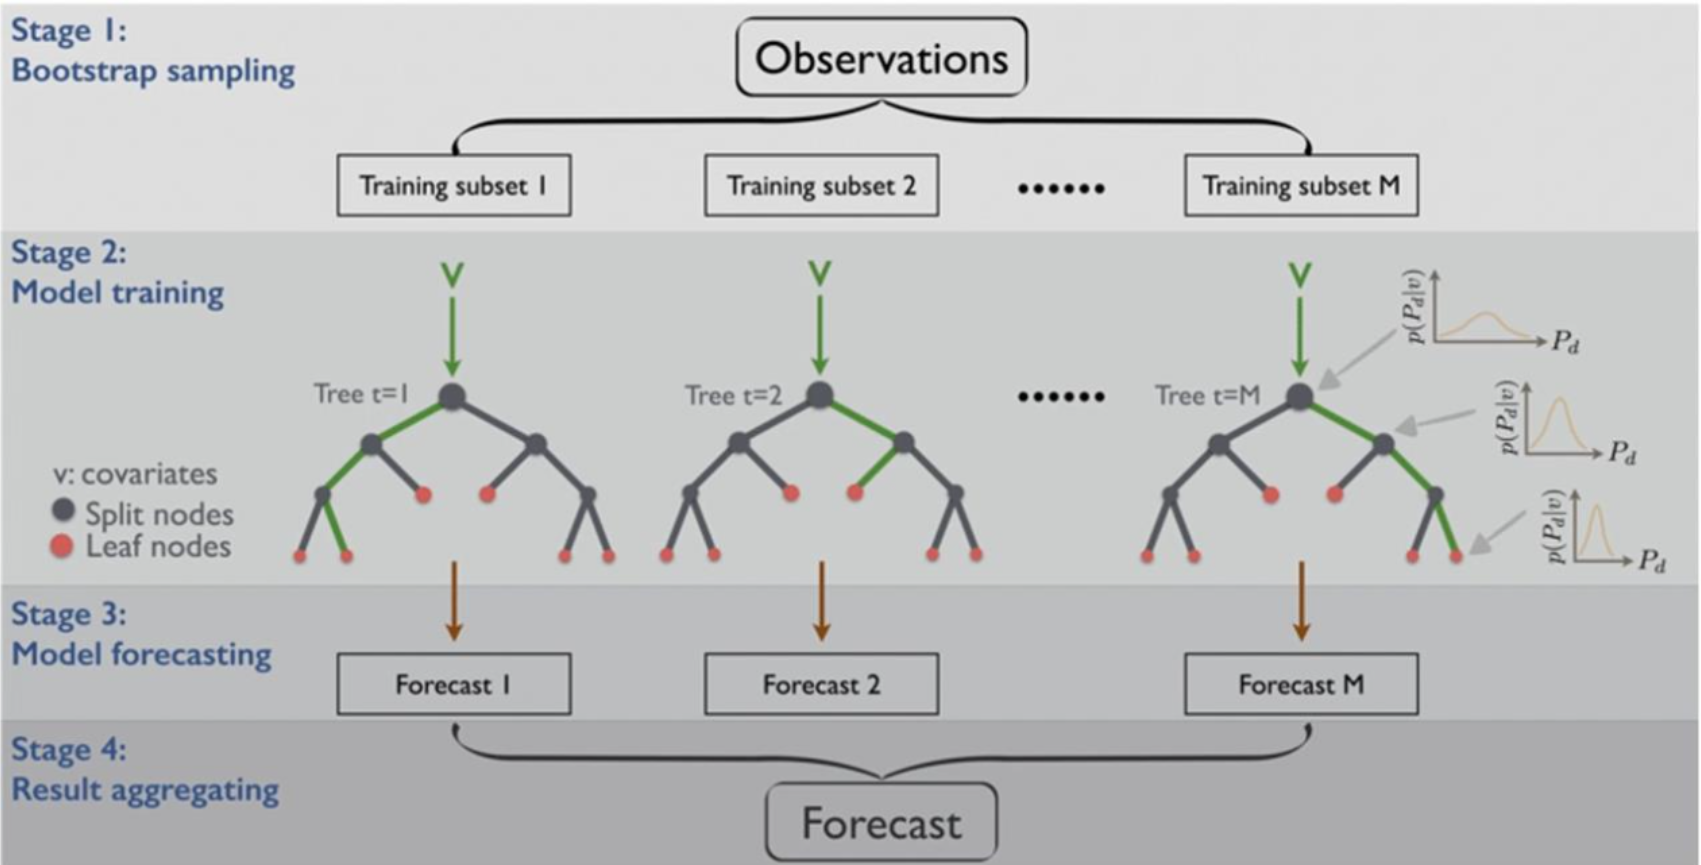 Stage 1:
Bootstrap sampling
Observations
Training subset 1
Training subset 2
......
Training subset M
Stage 2:
Model training
v
v
v
p(P_d|v)
P_d
Tree t=1
Tree t=2
......
Tree t=M
p(P_d|v)
P_d
v: covariates
Split nodes
Leaf nodes
p(P_d|v)
P_d
Stage 3:
Model forecasting
Forecast 1
Forecast 2
Forecast M
Stage 4:
Result aggregating
Forecast